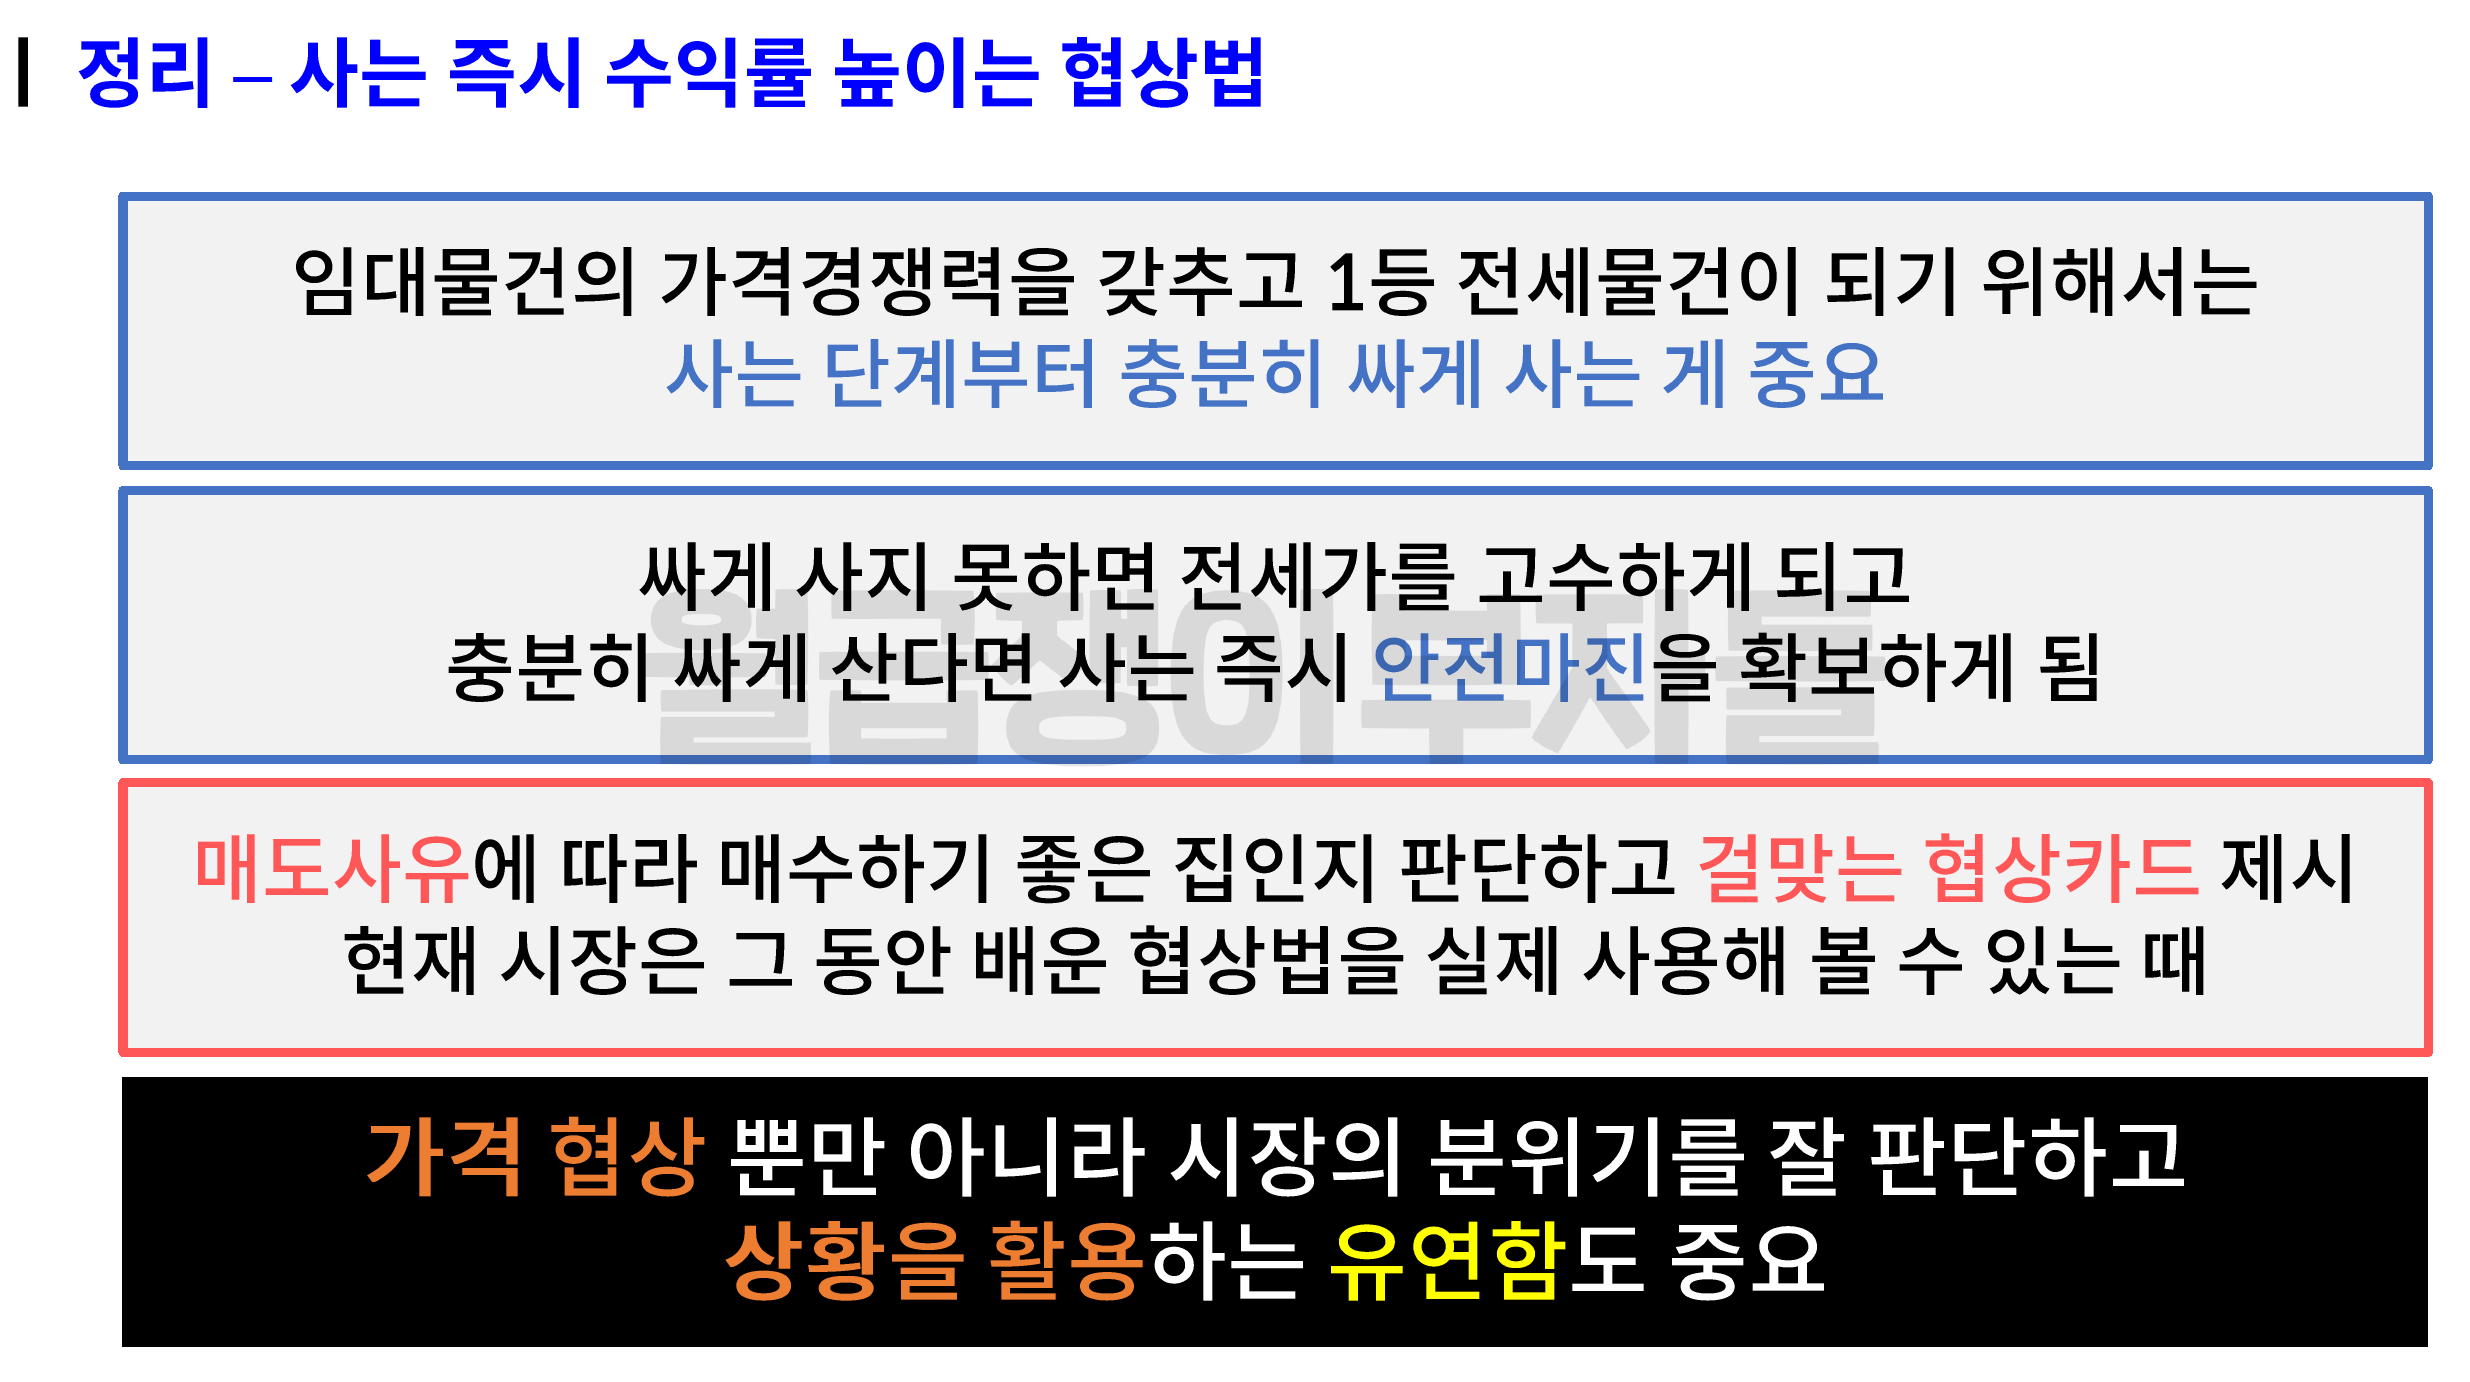 정리 – 사는 즉시 수익률 높이는 협상법
임대물건의 가격경쟁력을 갖추고 1등 전세물건이 되기 위해서는
사는 단계부터 충분히 싸게 사는 게 중요
싸게 사지 못하면 전세가를 고수하게 되고
충분히 싸게 산다면 사는 즉시 안전마진을 확보하게 됨
월급쟁이부자들
매도사유에 따라 매수하기 좋은 집인지 판단하고 걸맞는 협상카드 제시
현재 시장은 그 동안 배운 협상법을 실제 사용해 볼 수 있는 때
가격 협상 뿐만 아니라 시장의 분위기를 잘 판단하고
상황을 활용하는 유연함도 중요